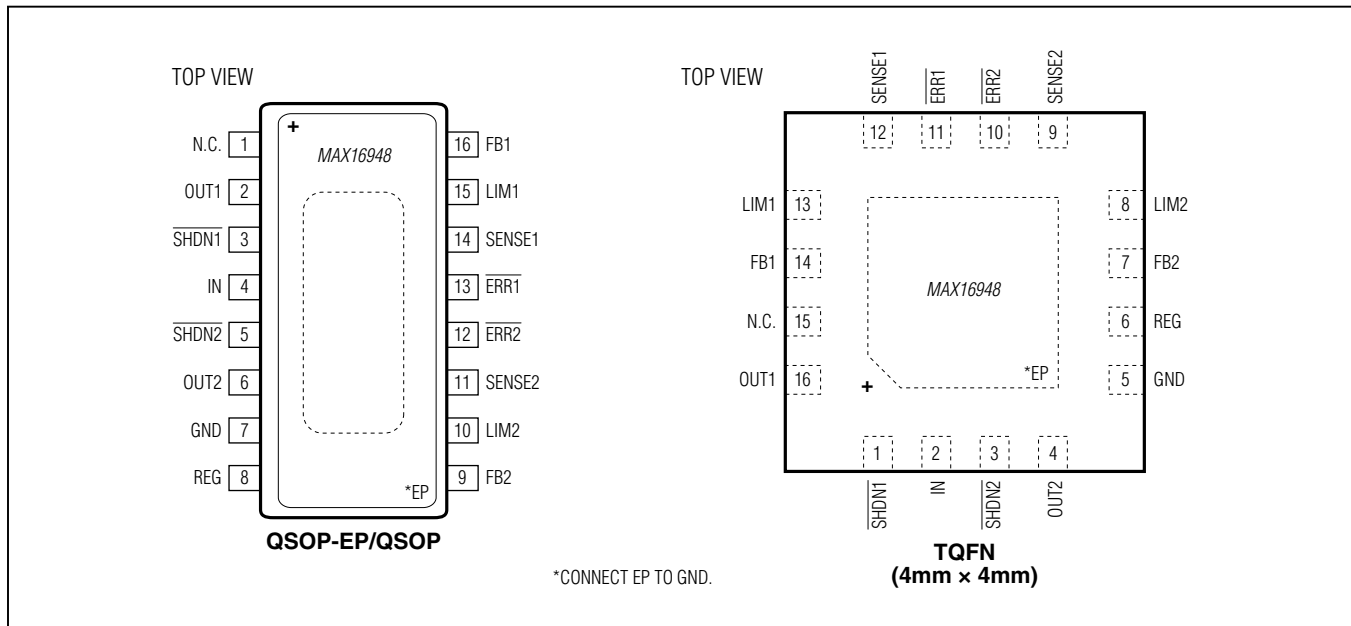 TOP VIEW
+
MAX16948
N.C. 1
OUT1 2
SHDN1 3
IN 4
SHDN2 5
OUT2 6
GND 7
REG 8
16 FB1
15 LIM1
14 SENSE1
13 ERR1
12 ERR2
11 SENSE2
10 LIM2
9 FB2
*EP
QSOP-EP/QSOP
TOP VIEW
SENSE1
ERR1
ERR2
SENSE2
12 11 10 9
LIM1 13
FB1 14
N.C. 15
OUT1 16
MAX16948
8 LIM2
7 FB2
6 REG
5 GND
*EP
+
1 2 3 4
SHDN1
IN
SHDN2
OUT2
TQFN
(4mm × 4mm)
*CONNECT EP TO GND.